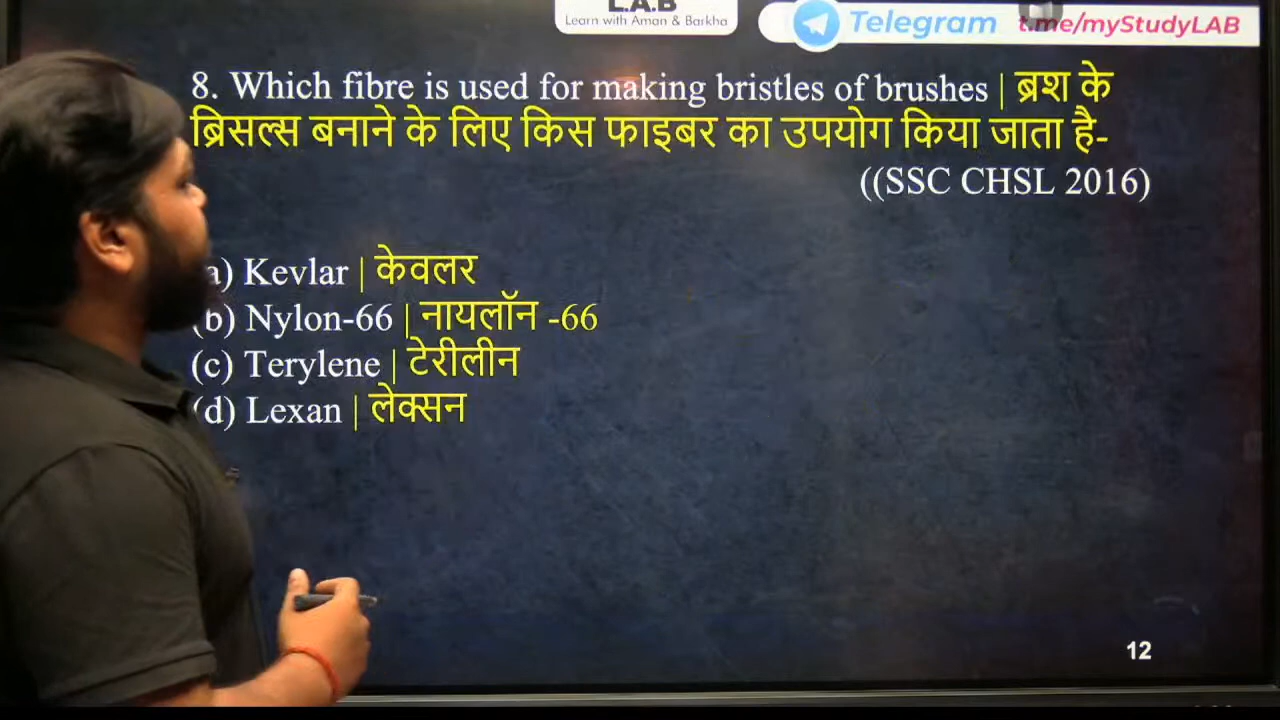 L.A.B
Learn with Aman & Barkha
Telegram t.me/myStudyLAB
8. Which fibre is used for making bristles of brushes | ब्रश के
ब्रिसल्स बनाने के लिए किस फाइबर का उपयोग किया जाता है-
((SSC CHSL 2016)
a) Kevlar | केवलर
(b) Nylon-66 | नायलॉन -66
(c) Terylene | टेरीलीन
(d) Lexan | लेक्सन
12